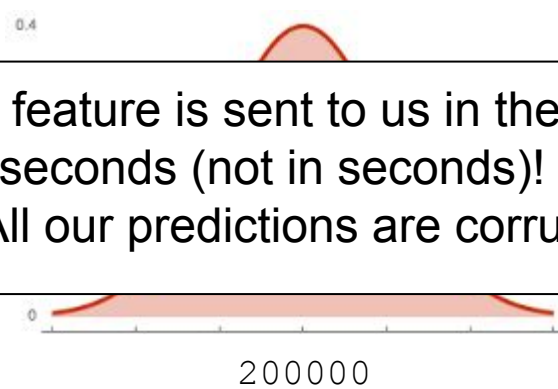 0.4
feature is sent to us in the
seconds (not in seconds)!
All our predictions are
0
200000